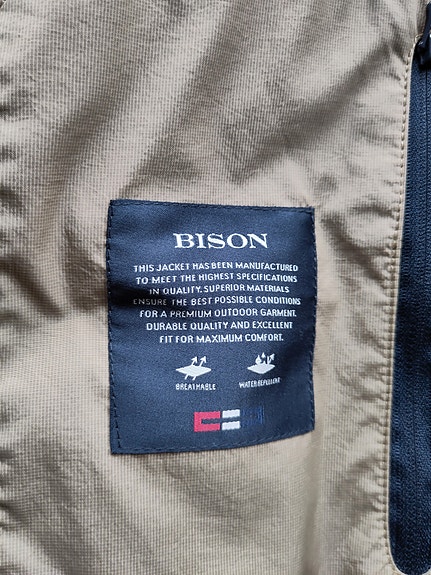 BISON
THIS JACKET HAS BEEN MANUFACTURED
TO MEET THE HIGHEST SPECIFICATIONS
IN QUALITY. SUPERIOR MATERIALS
ENSURE THE BEST POSSIBLE CONDITIONS
FOR A PREMIUM OUTDOOR GARMENT.
DURABLE QUALITY AND EXCELLENT
FIT FOR MAXIMUM COMFORT.
BREATHABLE WATER REPELLENT